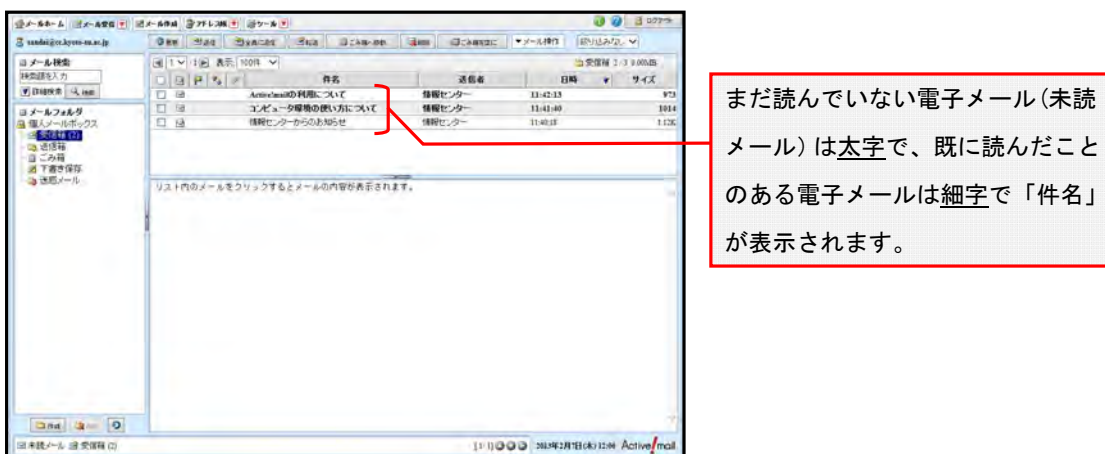 メールホーム メール受信 メール作成 アドレス帳 ツール ログアウト
更新 返信 全員に返信 転送 ごみ箱へ移動 削除 ごみ箱を空に メール操作 絞り込みなし
メール検索
検索語を入力
詳細検索 検索
1 /1 表示: 100件
件名 送信者 日時 サイズ
Active!mailの利用について 情報センター 11:42:13 973
コンピュータ環境の使い方について 情報センター 11:41:40 1014
情報センターからのお知らせ 情報センター
メールフォルダ
個人メールボックス
受信箱 (2)
送信箱
ごみ箱
下書き保存
迷惑メール
リスト内のメールをクリックするとメールの内容が表示されます。
まだ読んでいない電子メール(未読
メール)は太字で、既に読んだこと
のある電子メールは細字で「件名」
が表示されます。
作成
未読メール 受信箱 (2)
[1/1] Active!mail